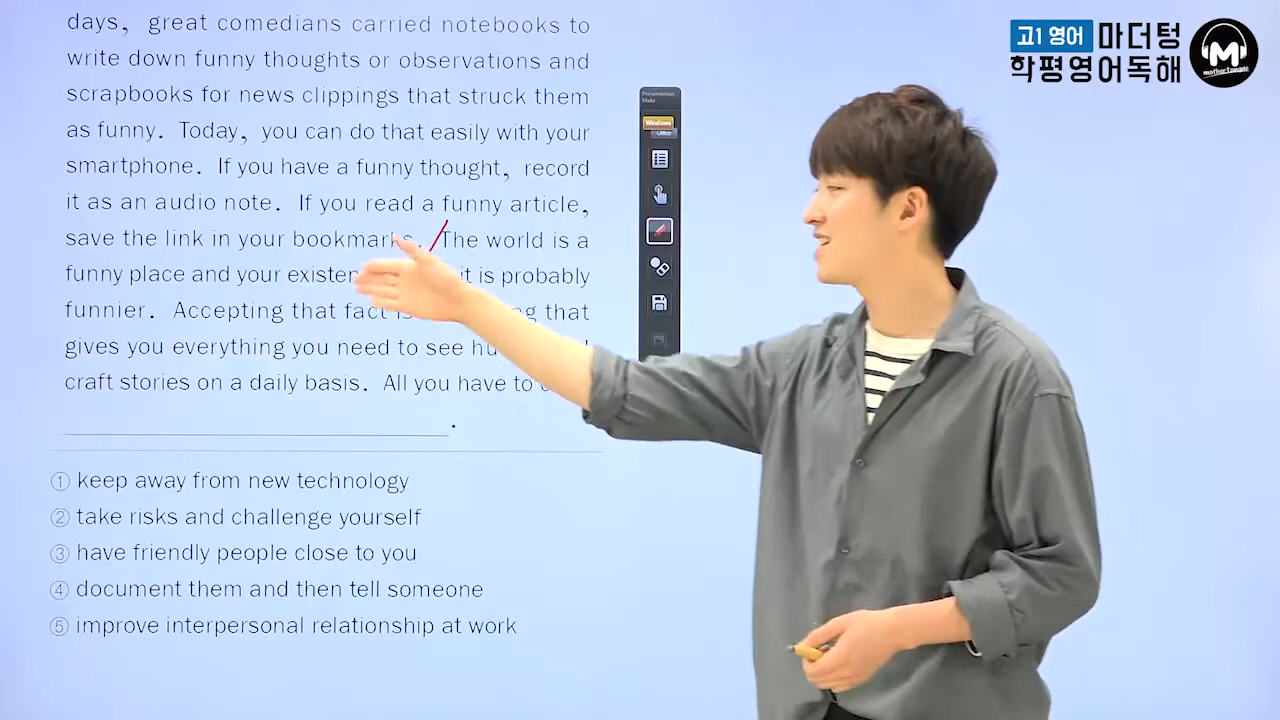 days, great comedians carried notebooks to
write down funny thoughts or observations and
scrapbooks for news clippings that struck them
as funny. Today, you can do that easily with your
smartphone. If you have a funny thought, record
it as an audio note. If you read a funny article,
save the link in your bookmarks. The world is a
funny place and your it is probably
funnier. Accepting that fact that
gives you everything you need to see
craft stories on a daily basis. All you have to
.
① keep away from new technology
② take risks and challenge yourself
③ have friendly people close to you
④ document them and then tell someone
⑤ improve interpersonal relationship at work
Presentation
Mate
Windows
Office
고1 영어 마더텅
학평영어독해
M
mother tongue